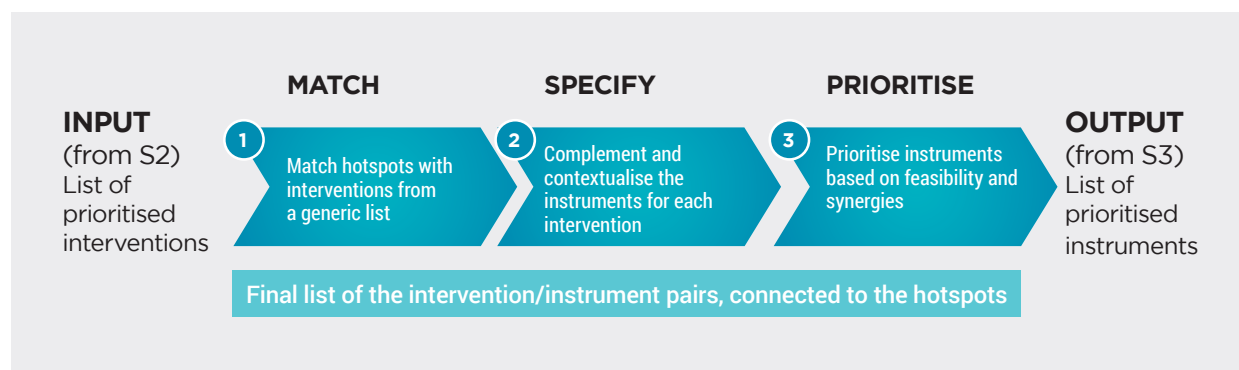 INPUT
(from S2)
List of
prioritised
interventions
MATCH
1
Match hotspots with
interventions from
a generic list
SPECIFY
2
Complement and
contextualise the
instruments for each
intervention
PRIORITISE
3
Prioritise instruments
based on feasibility and
synergies
OUTPUT
(from S3)
List of
prioritised
instruments
Final list of the intervention/instrument pairs, connected to the hotspots